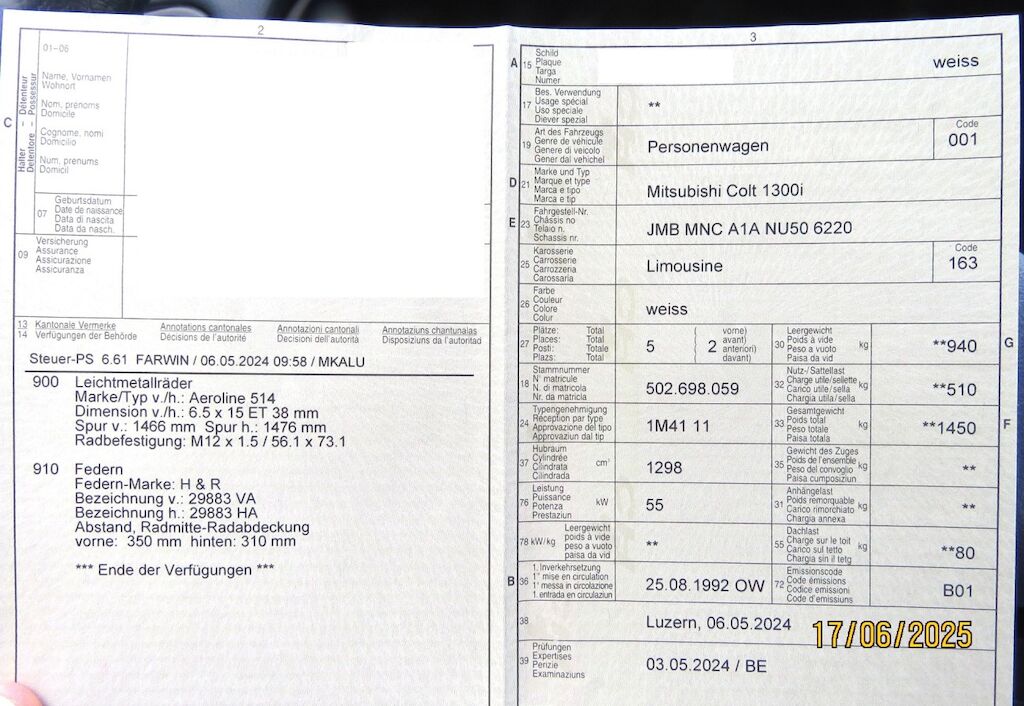 2
01-06
Halter – Détenteur
Detentore – Possessur
Name, Vornamen
Wohnort
Nom, prenoms
Domicile
Cognome, nomi
Domicilio
Num, prenums
Domicil
C
07
Geburtsdatum
Date de naissance
Data di nascita
Data da nasch.
09
Versicherung
Assurance
Assicurazione
Assicuranza
13 Kantonale Vermerke Annotations cantonales Annotazioni cantonali Annotaziuns chantunalas
14 Verfügungen der Behörde Décisions de l'autorité Decisioni dell'autorità Disposiziuns da l'autoritad
Steuer-PS 6.61 FARWIN / 06.05.2024 09:58 / MKALU
900 Leichtmetallräder
Marke/Typ v./h.: Aeroline 514
Dimension v./h.: 6.5 x 15 ET 38 mm
Spur v.: 1466 mm Spur h.: 1476 mm
Radbefestigung: M12 x 1.5 / 56.1 x 73.1
910 Federn
Federn-Marke: H & R
Bezeichnung v.: 29883 VA
Bezeichnung h.: 29883 HA
Abstand, Radmitte-Radabdeckung
vorne: 350 mm hinten: 310 mm
*** Ende der Verfügungen ***
3
A 15
Schild
Plaque
Targa
Numer
weiss
17
Bes. Verwendung
Usage spécial
Uso speciale
Diever spezial
**
19
Art des Fahrzeugs
Genre de véhicule
Genere di veicolo
Gener dal vehichel
Personenwagen
Code
001
D 21
Marke und Typ
Marque et type
Marca e tipo
Marca e tip
Mitsubishi Colt 1300i
E 23
Fahrgestell-Nr.
Châssis no
Telaio n.
Schassis nr.
JMB MNC A1A NU50 6220
25
Karosserie
Carrosserie
Carrozzeria
Carossaria
Limousine
Code
163
26
Farbe
Couleur
Colore
Colur
weiss
27
Plätze: Total
Places: Total
Posti: Totale
Plazs: Total
5
( 2
vorne)
avant)
anteriori)
davant)
30
Leergewicht
Poids à vide
Peso a vuoto
Paisa da vid
kg
**940
G
18
Stammnummer
N° matricule
N. di matricola
Nr. da matricla
502.698.059
32
Nutz-/Sattellast
Charge utile/sellette
Carico utile/sella
Chargia utila/sella
kg
**510
24
Typengenehmigung
Réception par type
Approvazione del tipo
Approvaziun dal tip
1M41 11
33
Gesamtgewicht
Poids total
Peso totale
Paisa totala
kg
**1450
F
37
Hubraum
Cylindrée
Cilindrata
Cilindrada
cm³
1298
35
Gewicht des Zuges
Poids de l'ensemble
Peso del convoglio
Paisa cumposiziun
kg
**
76
Leistung
Puissance
Potenza
Prestaziun
kW
55
31
Anhängelast
Poids remorquable
Carico rimorchiato
Chargia annexa
kg
**
78 kW/kg
Leergewicht
poids à vide
peso a vuoto
paisa da vid
**
55
Dachlast
Charge sur le toit
Carico sul tetto
Chargia sin il tetg
kg
**80
B 36
1. Inverkehrsetzung
1re mise en circulation
1a messa in circolazione
1. entrada en circulaziun
25.08.1992 OW
72
Emissionscode
Code émissions
Codice emissioni
Code d'emissiuns
B01
38
Luzern, 06.05.2024
17/06/2025
39
Prüfungen
Expertises
Perizie
Examinaziuns
03.05.2024 / BE